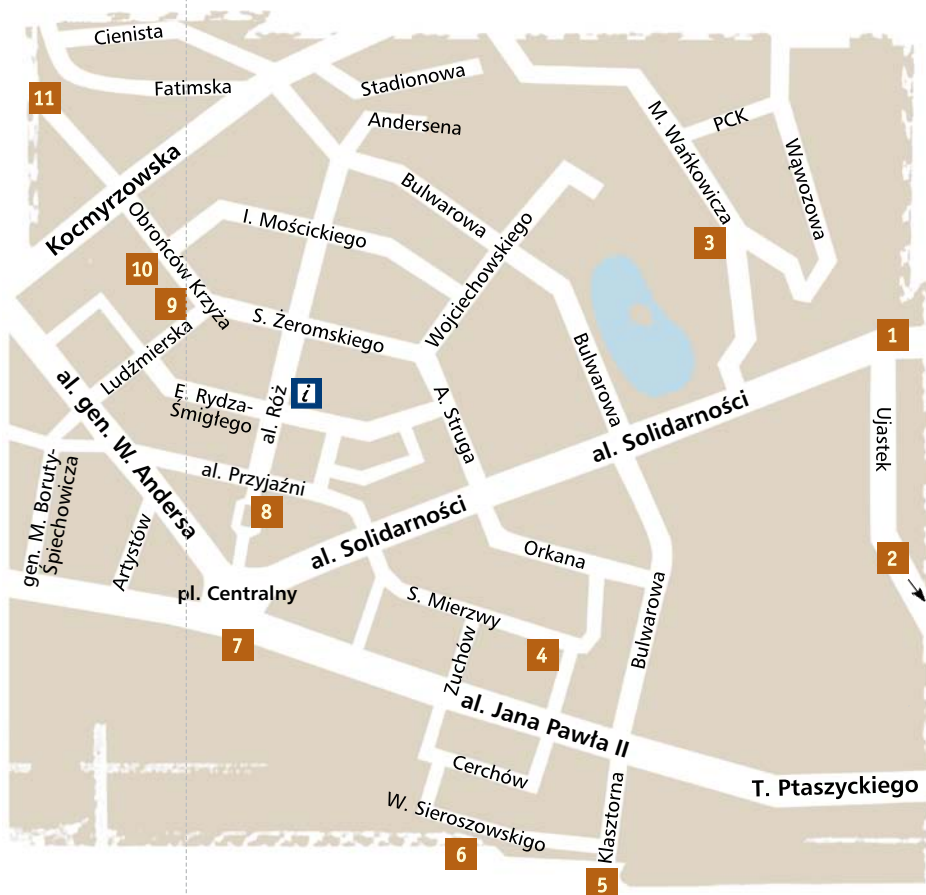 Cienista
Fatimska
Stadionowa
11
Andersena
PCK
M. Wańkowicza
Wąwozowa
Kocmyrzowska
Bulwarowa
I. Mościckiego
Obrońców Krzyża
Wojciechowskiego
3
10
9
S. Żeromskiego
1
Ludźmierska
Bulwarowa
E. Rydza-
Śmigłego
i
al. Róż
A. Struga
al. gen. W. Andersa
al. Solidarności
Ujastek
al. Przyjaźni
gen. M. Boruty-
Śpiechowicza
8
al. Solidarności
Artystów
Orkana
2
pl. Centralny
S. Mierzwy
Bulwarowa
7
4
Zuchów
al. Jana Pawła II
Cerchów
T. Ptaszyckiego
W. Sieroszowskigo
Klasztorna
6
5